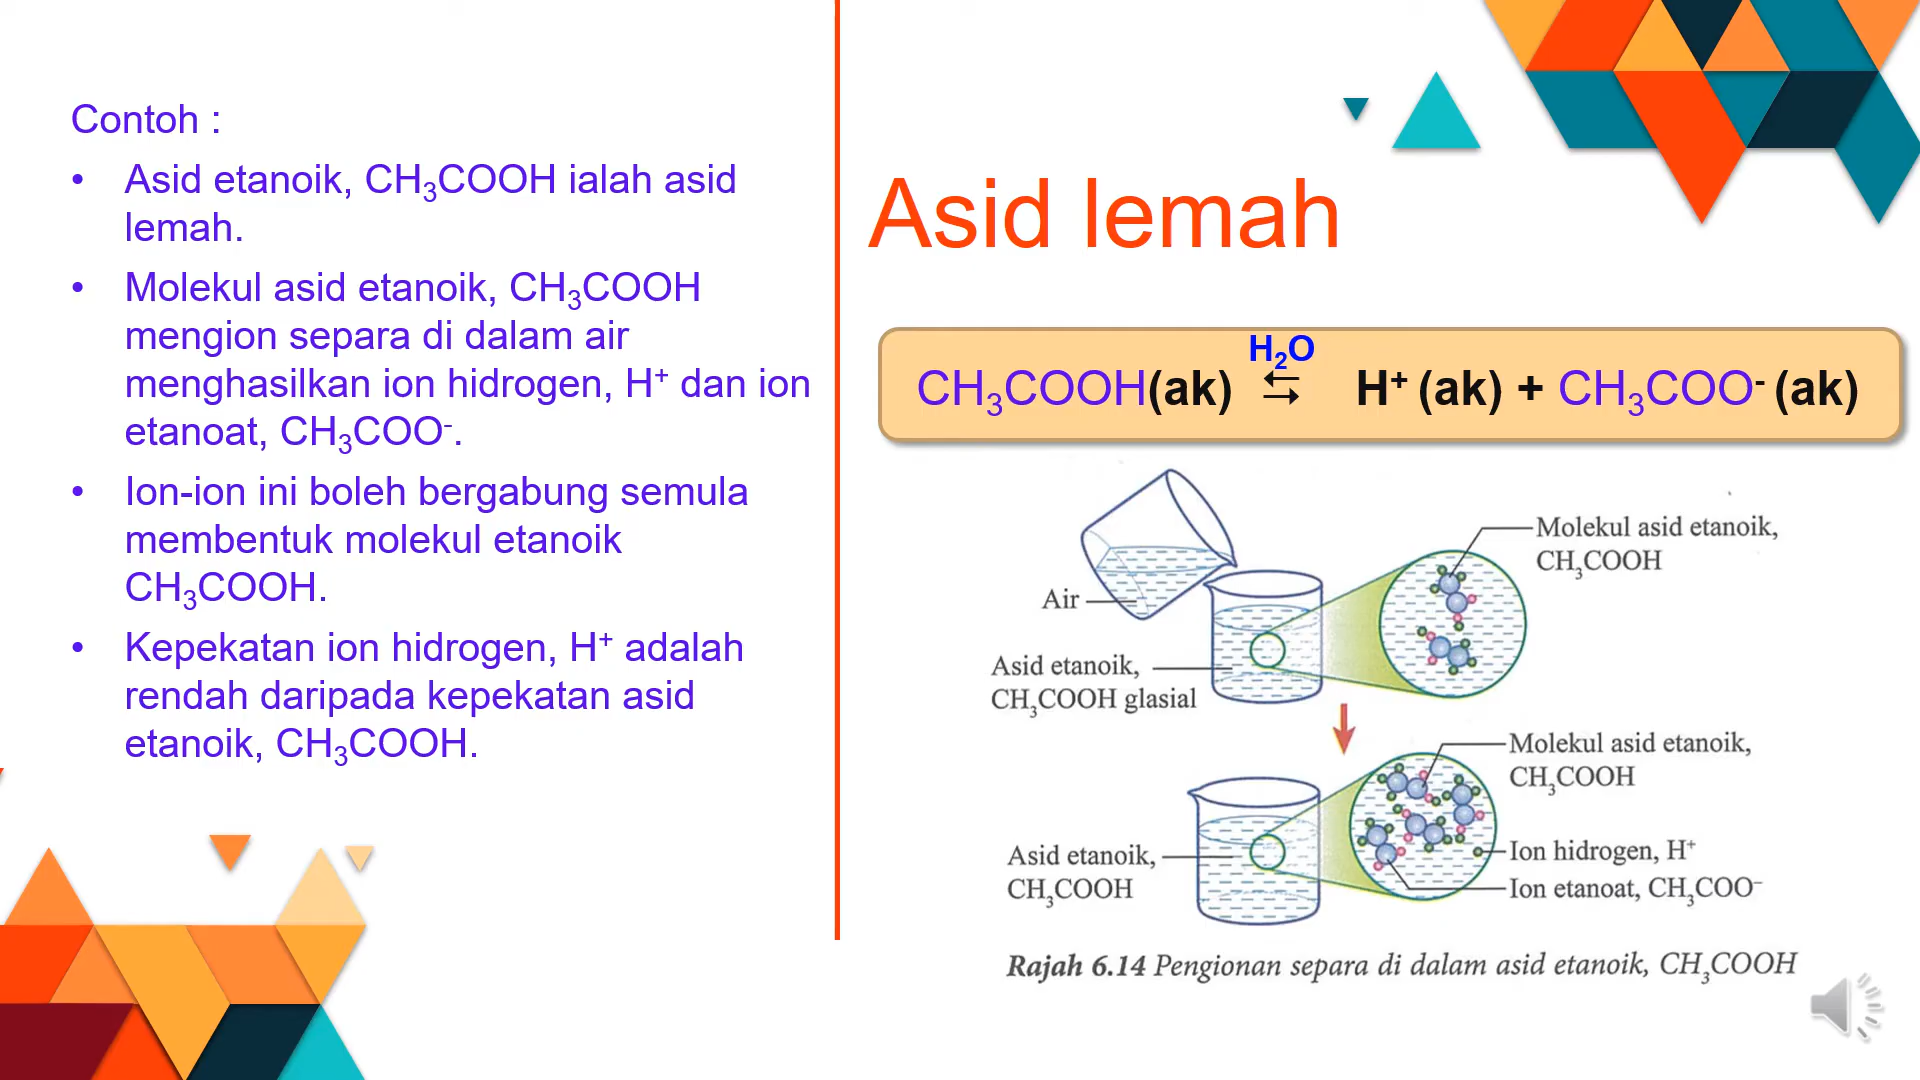 Contoh :
• Asid etanoik, CH₃COOH ialah asid
lemah.
• Molekul asid etanoik, CH₃COOH
mengion separa di dalam air
menghasilkan ion hidrogen, H⁺ dan ion
etanoat, CH₃COO⁻.
• Ion-ion ini boleh bergabung semula
membentuk molekul etanoik
CH₃COOH.
• Kepekatan ion hidrogen, H⁺ adalah
rendah daripada kepekatan asid
etanoik, CH₃COOH.
Asid lemah
H₂O
CH₃COOH(ak) ⇆ H⁺ (ak) + CH₃COO⁻ (ak)
Molekul asid etanoik,
CH₃COOH
Air
Asid etanoik,
CH₃COOH glasial
Molekul asid etanoik,
CH₃COOH
Asid etanoik,
CH₃COOH
Ion hidrogen, H⁺
Ion etanoat, CH₃COO⁻
Rajah 6.14 Pengionan separa di dalam asid etanoik, CH₃COOH